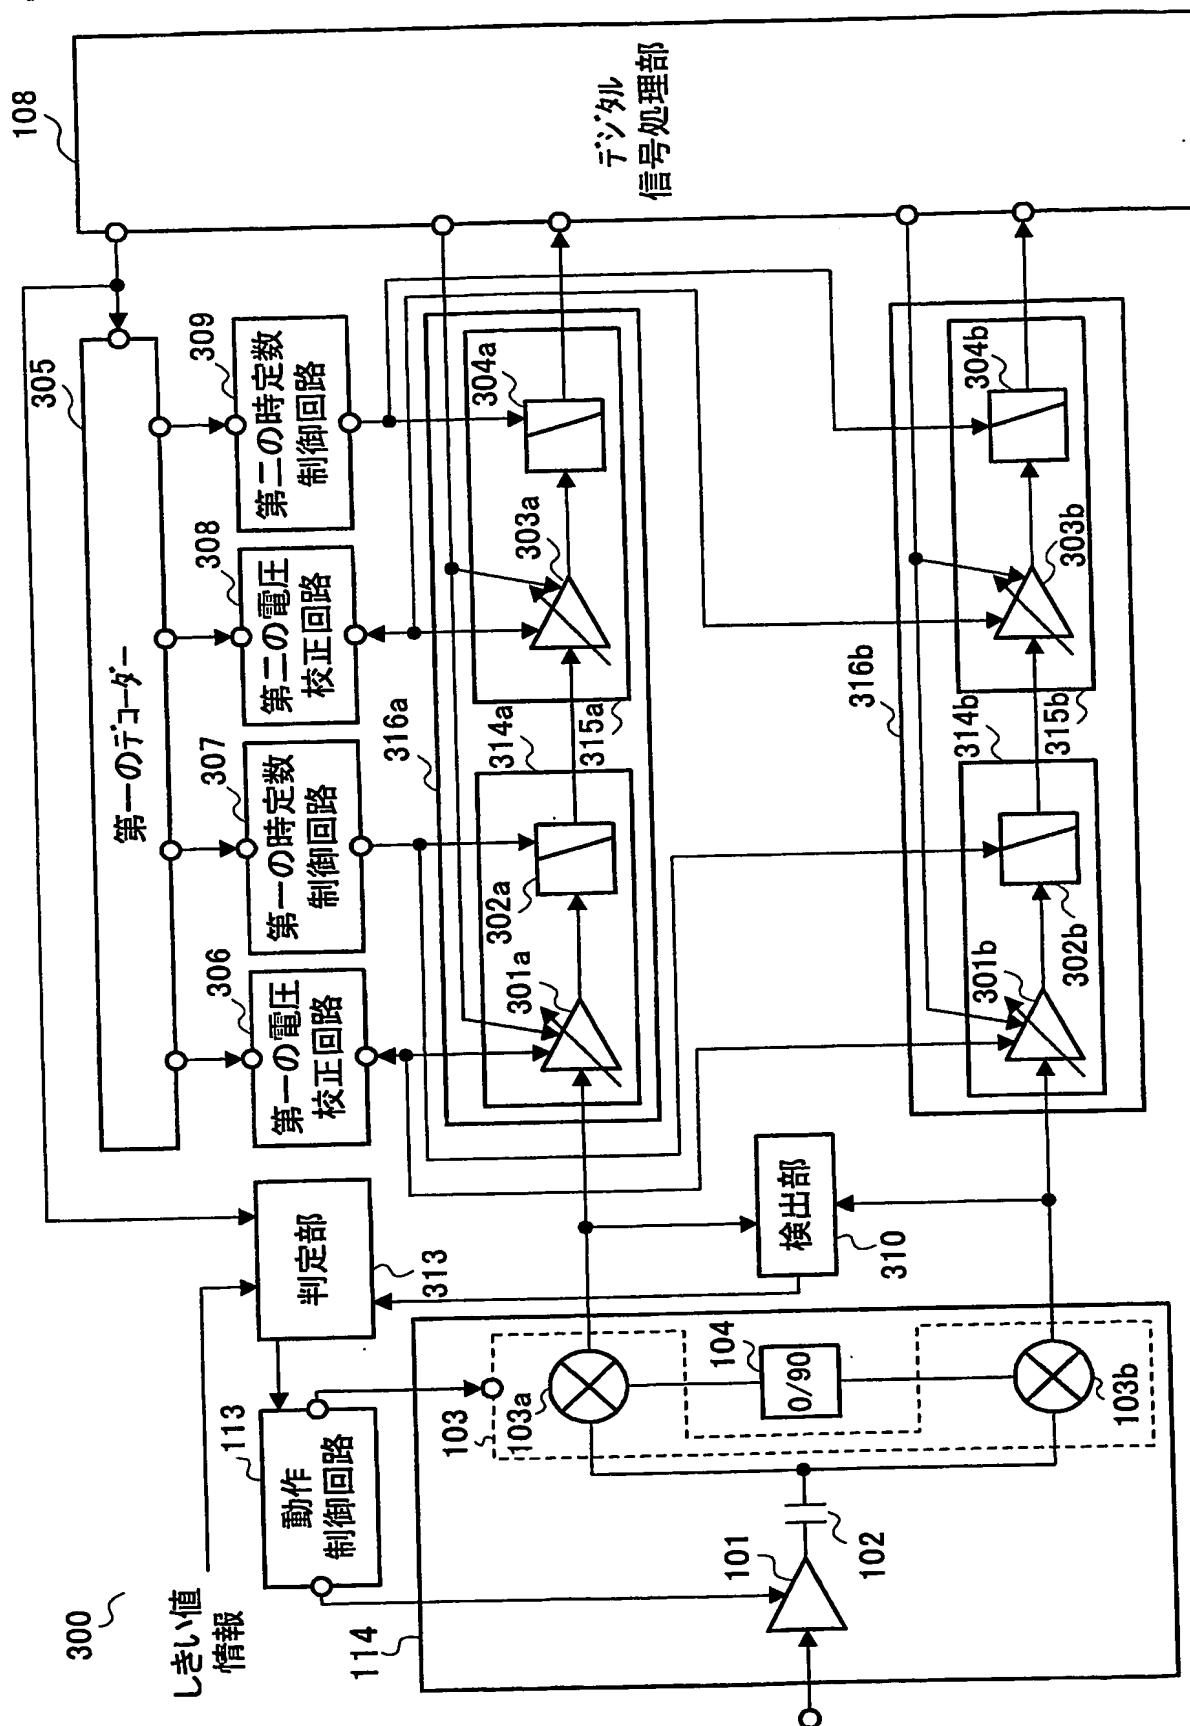 300
しきい値
情報
113
動作
制御回路
判定部
313
305
第一のデコーダー
306
第一の電圧
校正回路
307
第一の時定数
制御回路
308
第二の電圧
校正回路
309
第二の時定数
制御回路
108
デジタル
信号処理部
316a
314a
301a
302a
315a
303a
304a
114
103
103a
104
0/90
101
102
103b
検出部
310
316b
314b
301b
302b
315b
303b
304b